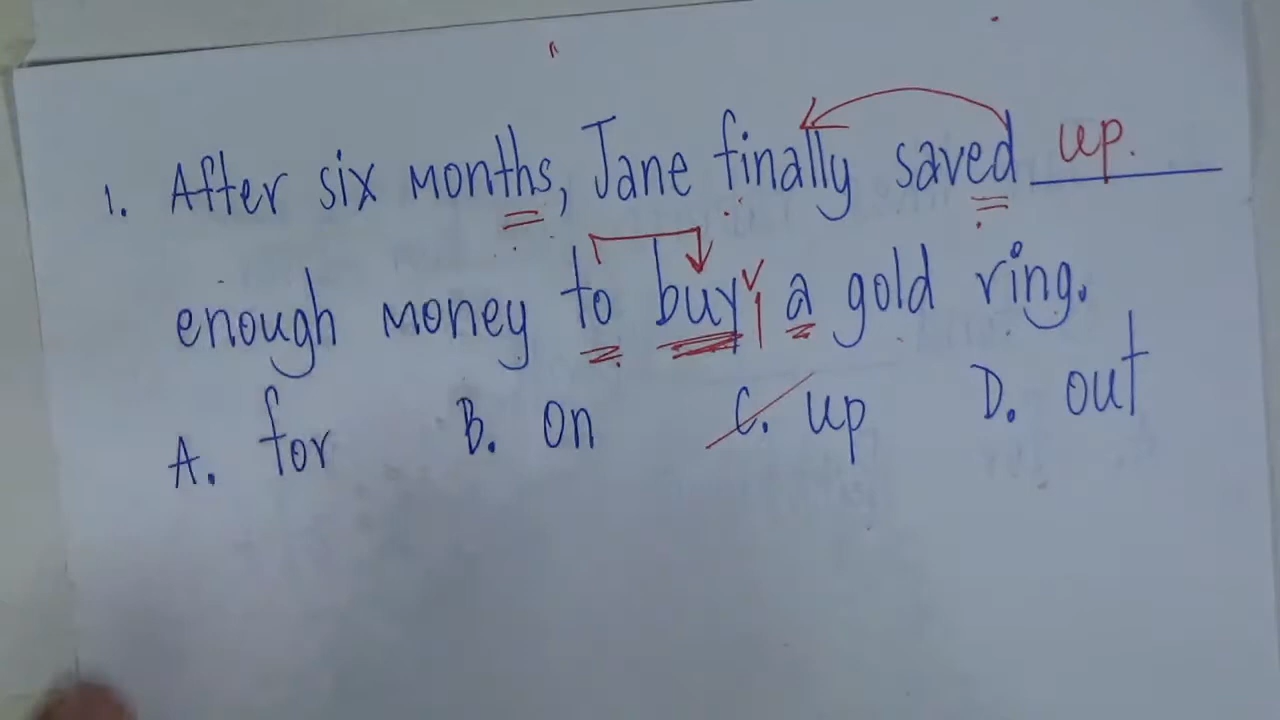 1. After six months, Jane finally saved up.
enough money to buy a gold ring.
A. for B. on C. up D. out